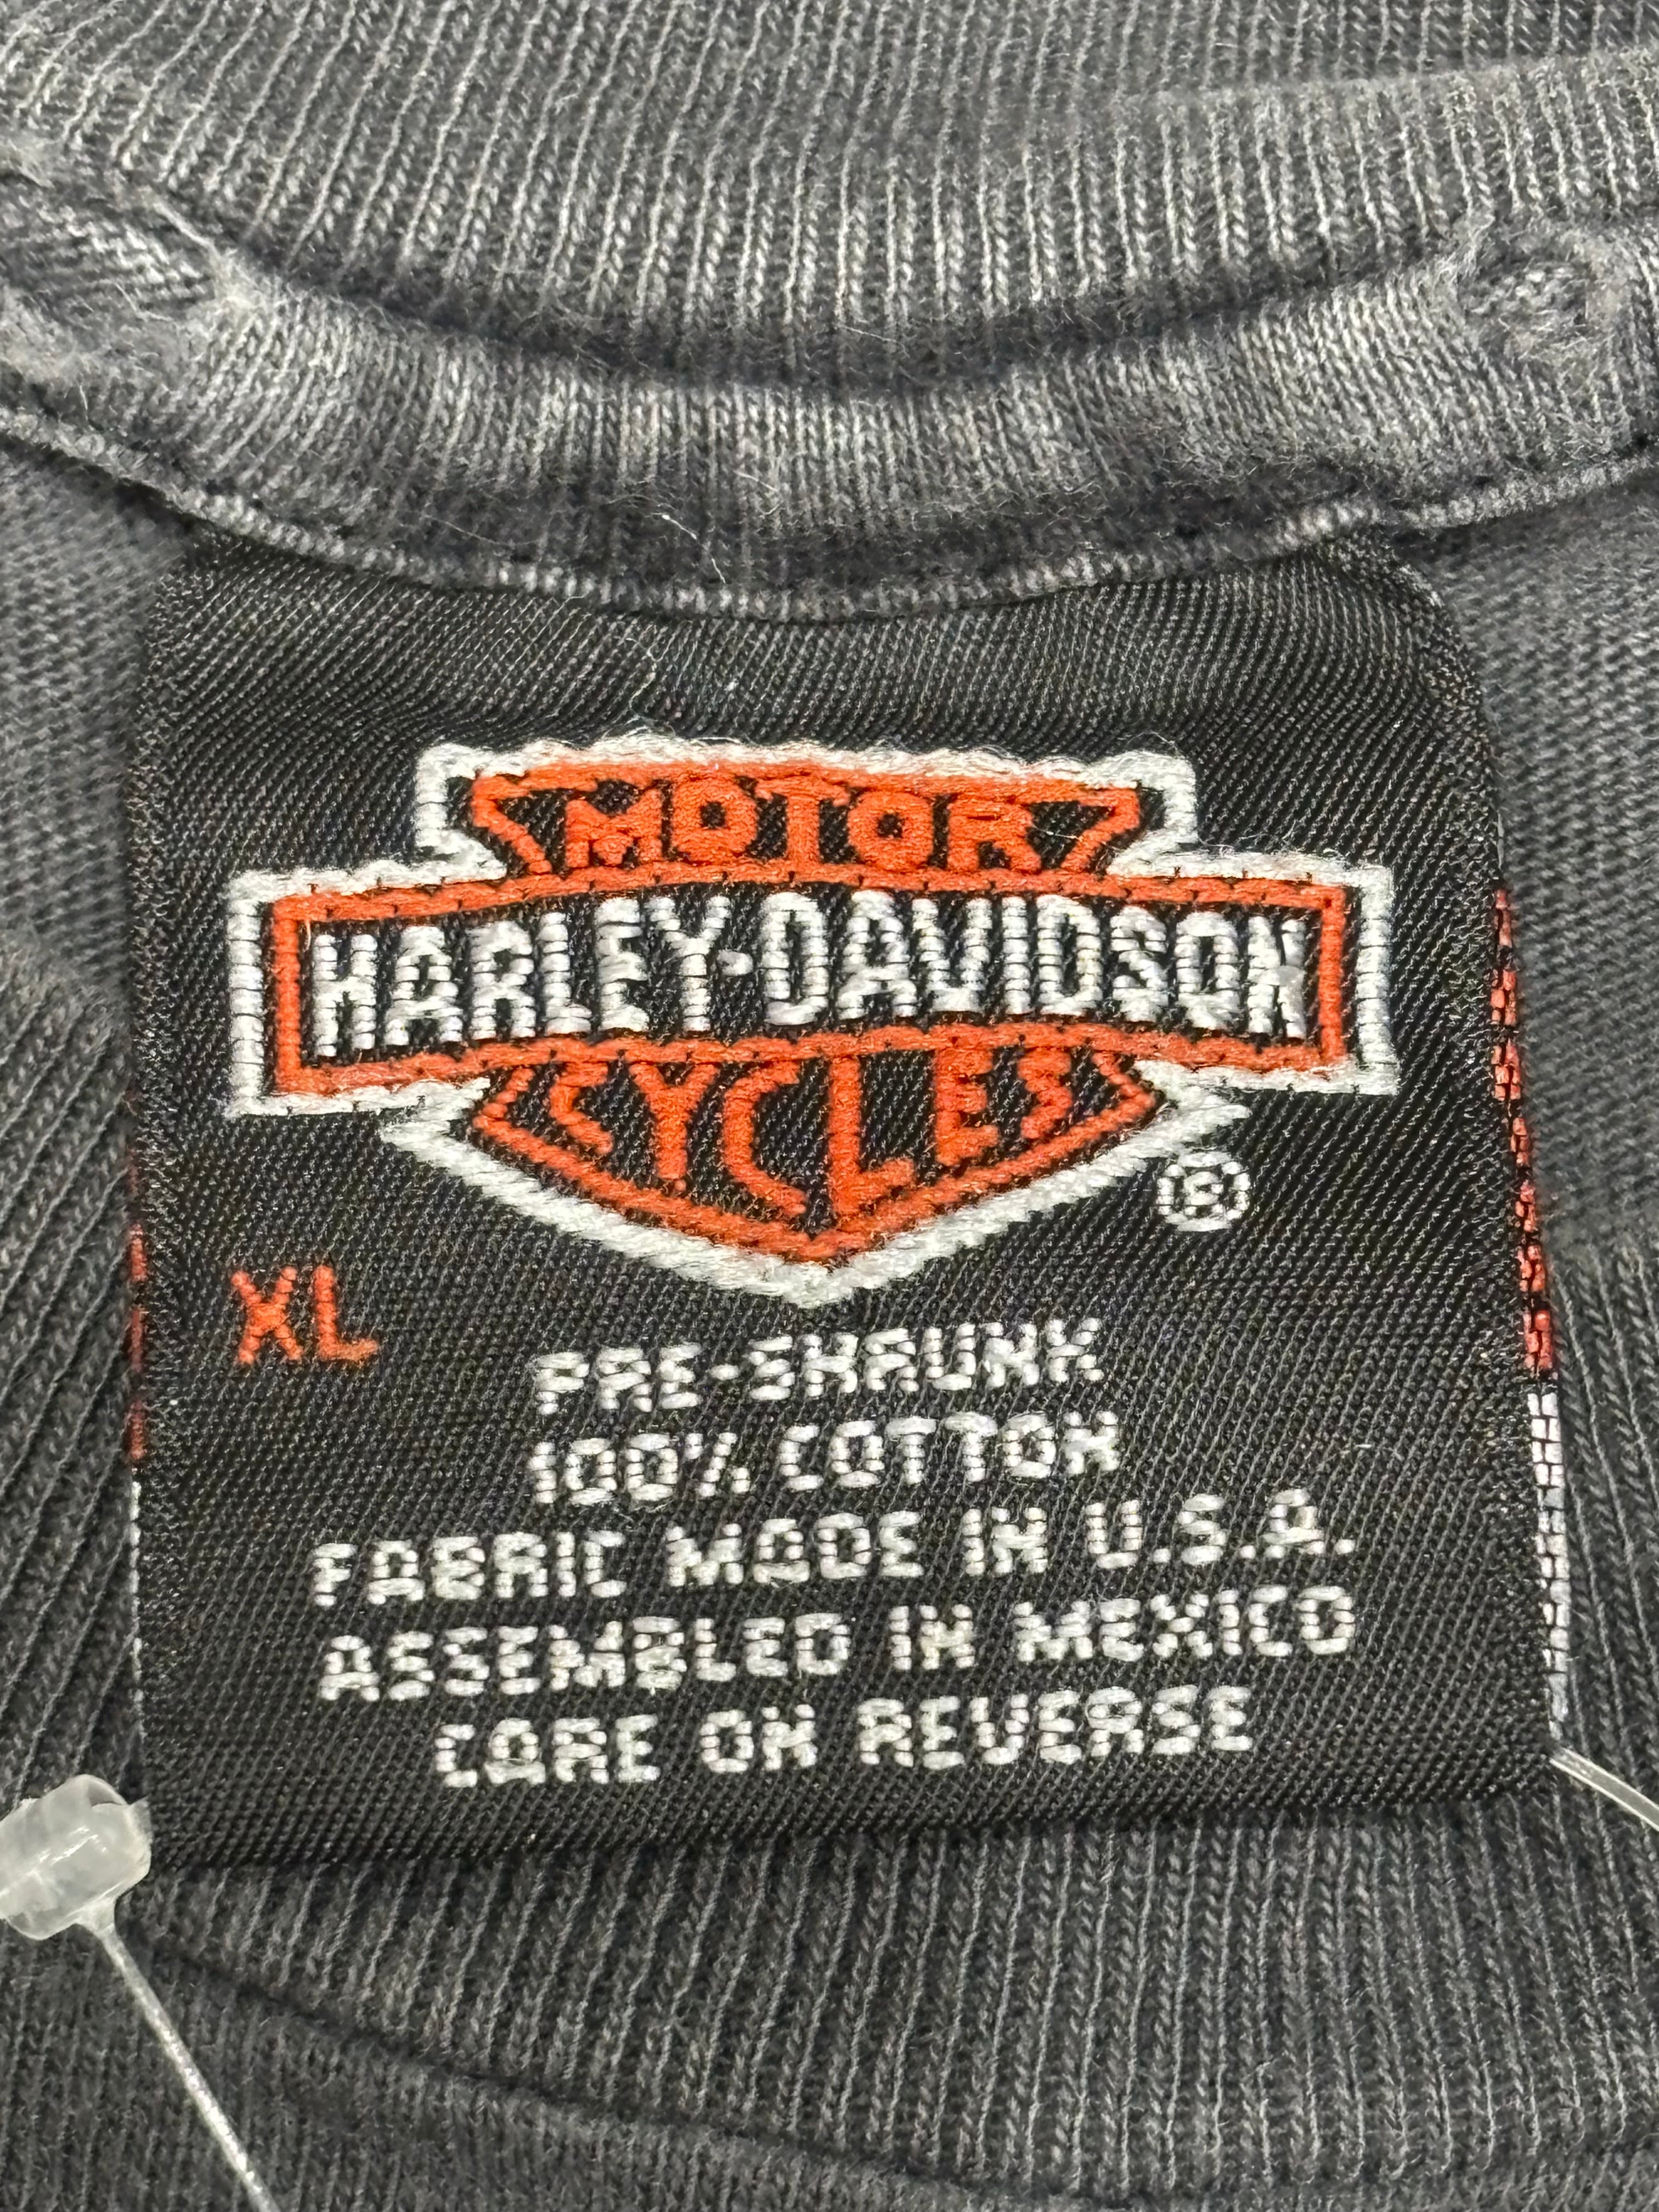 MOTOR
HARLEY-DAVIDSON
CYCLES
®
XL
PRE-SHRUNK
100% COTTON
FABRIC MADE IN U.S.A.
ASSEMBLED IN MEXICO
CARE ON REVERSE